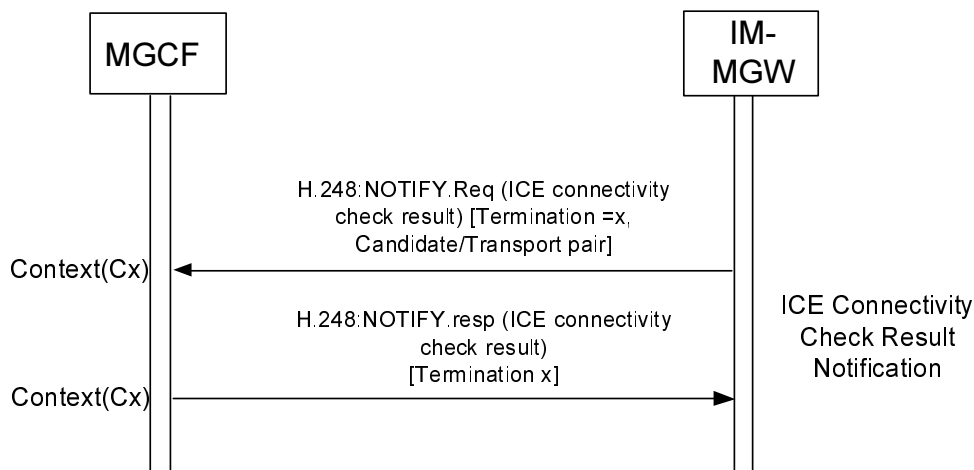 MGCF
IM-
MGW
H.248:NOTIFY.Req (ICE connectivity
check result) [Termination =x,
Candidate/Transport pair]
Context(Cx)
H.248:NOTIFY.resp (ICE connectivity
check result)
[Termination x]
Context(Cx)
ICE Connectivity
Check Result
Notification